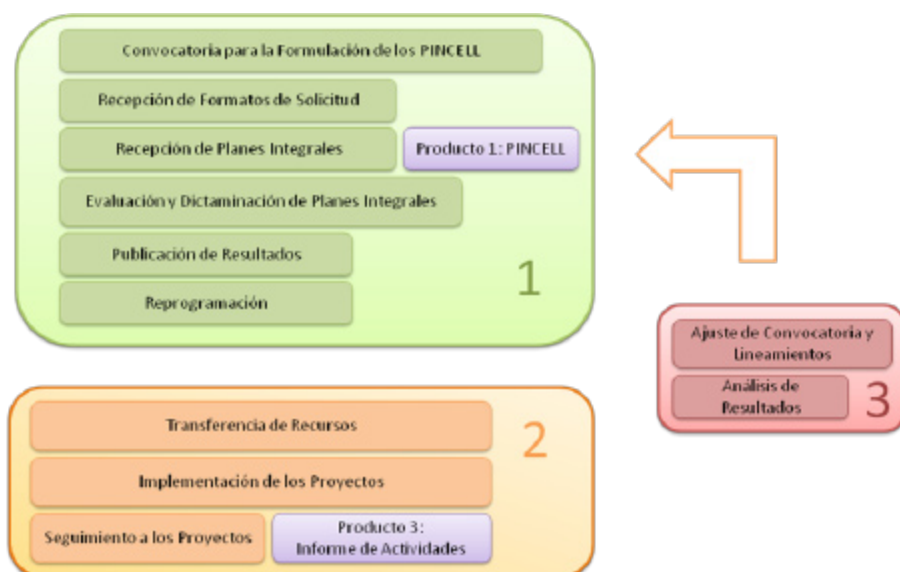 Convocatoria para la Formulación de los PINCELL
Recepción de Formatos de Solicitud
Recepción de Planes Integrales
Producto 1: PINCELL
Evaluación y Dictaminación de Planes Integrales
Publicación de Resultados
Reprogramación
1
Transferencia de Recursos
Implementación de los Proyectos
Seguimiento a los Proyectos
Producto 3:
Informe de Actividades
2
Ajuste de Convocatoria y
Lineamientos
Análisis de
Resultados
3